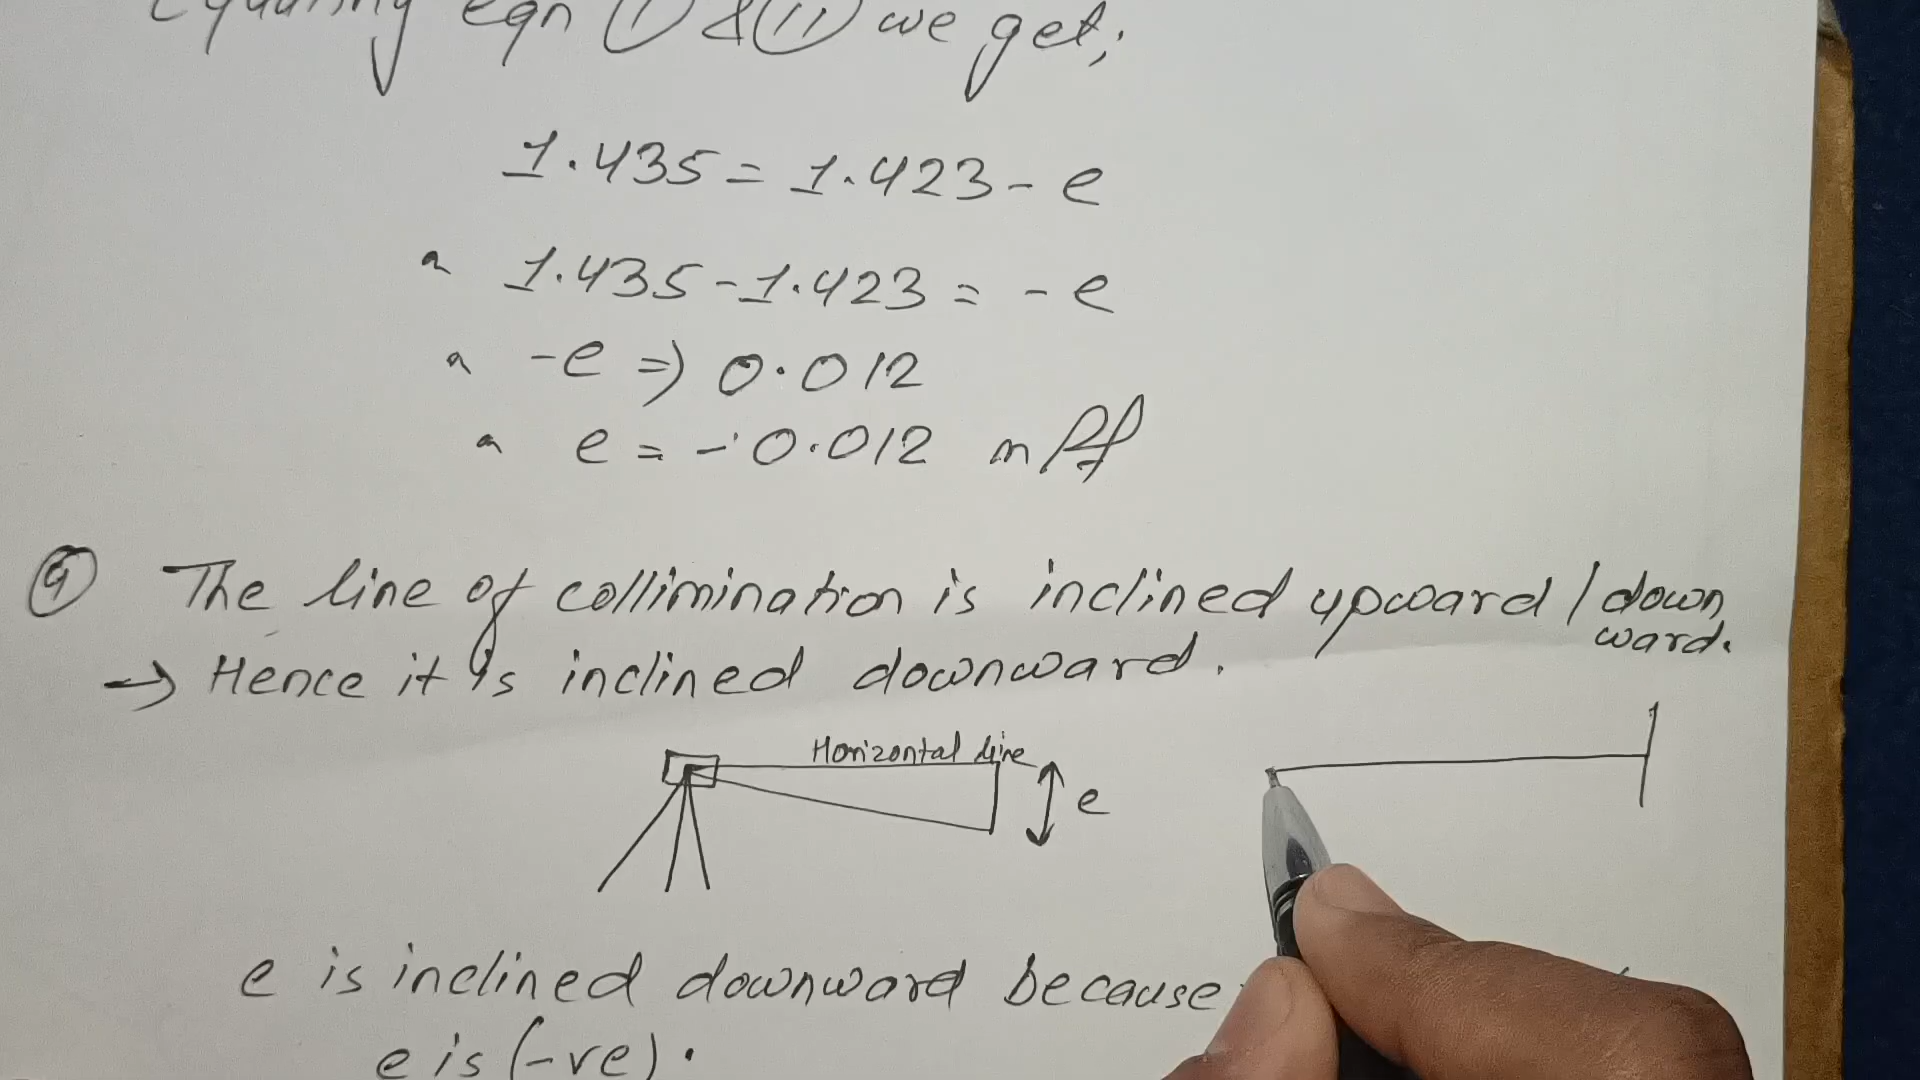 Equating eqn (I) & (II) we get,
1.435 = 1.423 - e
1.435 - 1.423 = - e
-e => 0.012
e = - 0.012 m
(4) The line of collimination is inclined upward / down
ward.
→ Hence it is inclined downward.
Horizontal line
e
e is inclined downward because
e is (-ve).